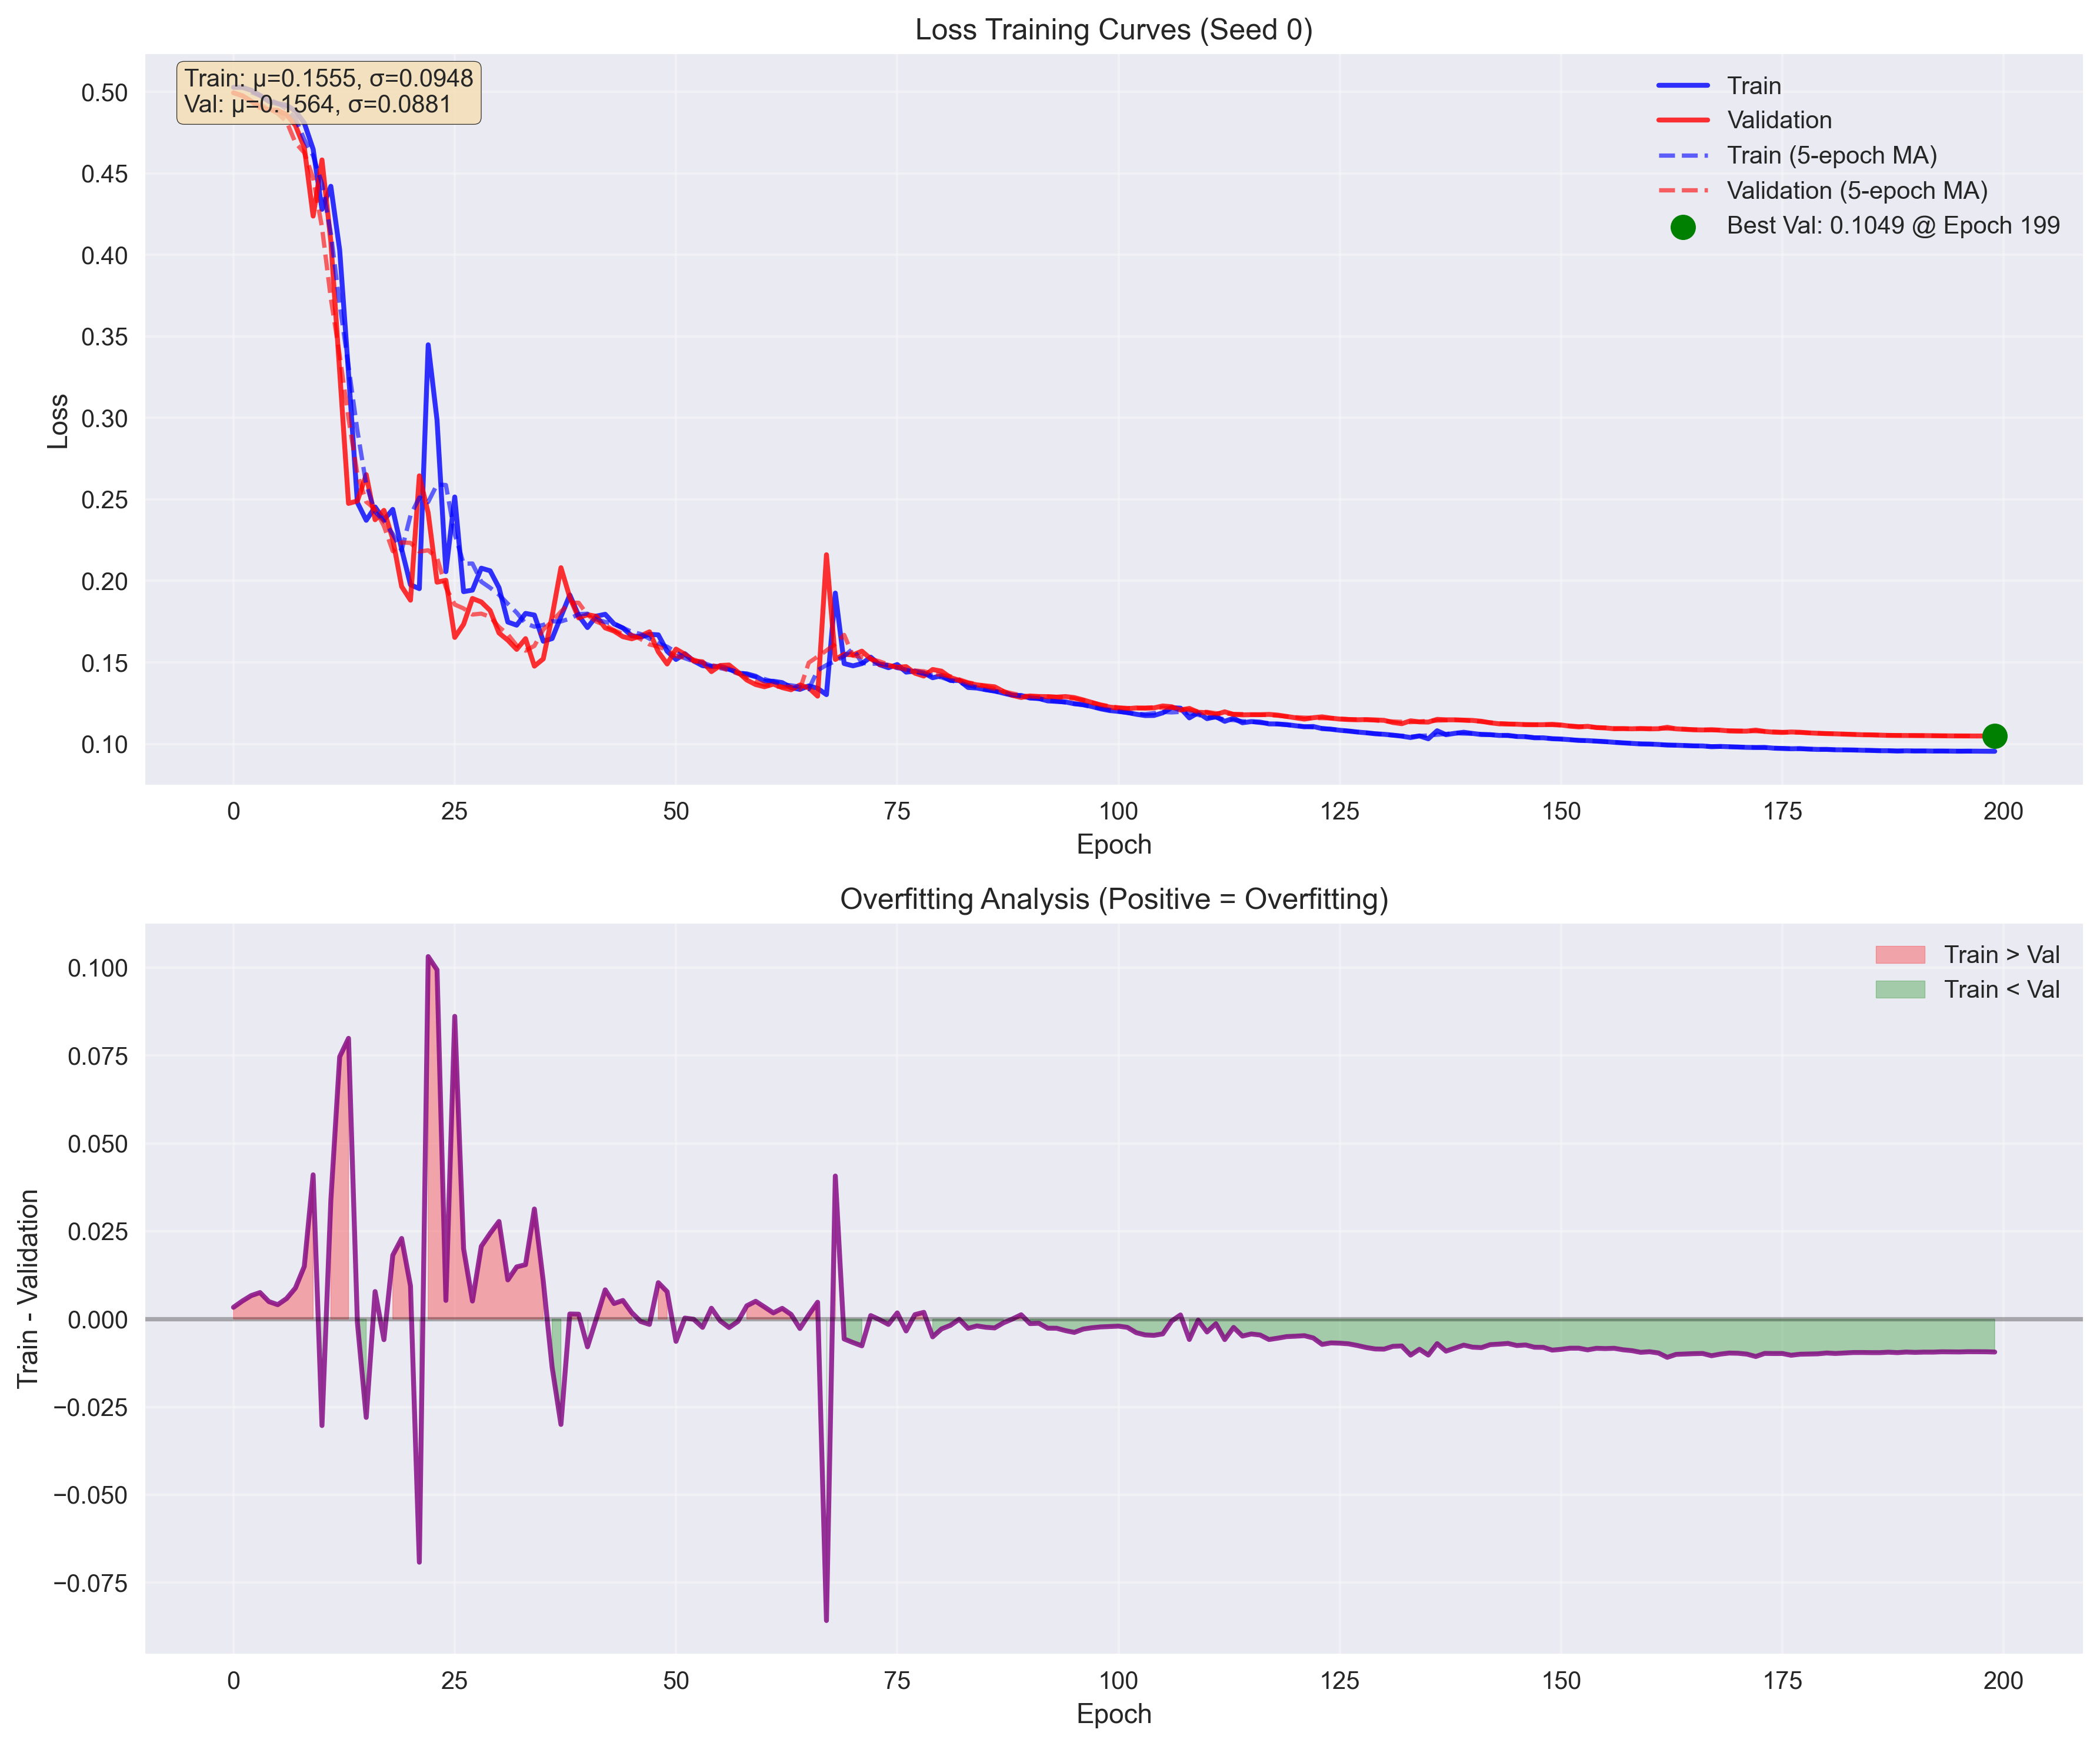 Loss Training Curves (Seed 0)
Train: μ=0.1555, σ=0.0948
Val: μ=0.1564, σ=0.0881
Train
Validation
Train (5-epoch MA)
Validation (5-epoch MA)
Best Val: 0.1049 @ Epoch 199
Loss
0.50
0.45
0.40
0.35
0.30
0.25
0.20
0.15
0.10
0 25 50 75 100 125 150 175 200
Epoch
Overfitting Analysis (Positive = Overfitting)
Train > Val
Train < Val
Train - Validation
0.100
0.075
0.050
0.025
0.000
−0.025
−0.050
−0.075
0 25 50 75 100 125 150 175 200
Epoch